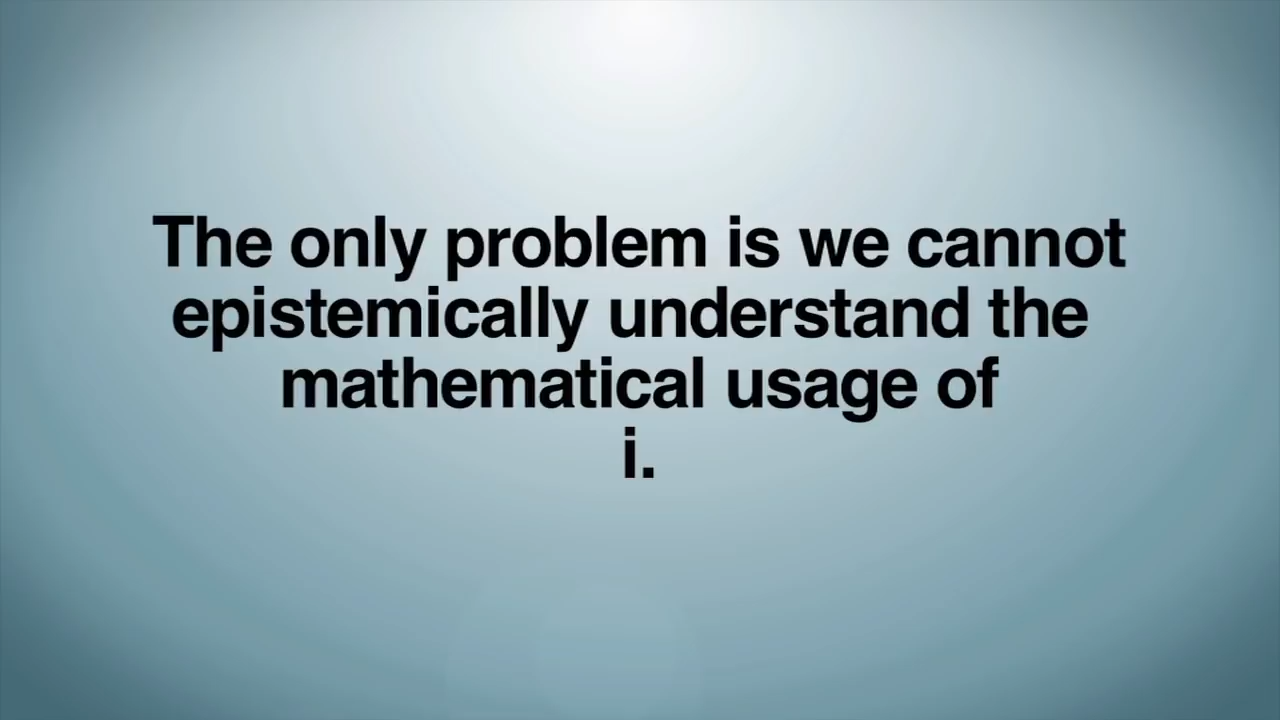 The only problem is we cannot
epistemically understand the
mathematical usage of
i.